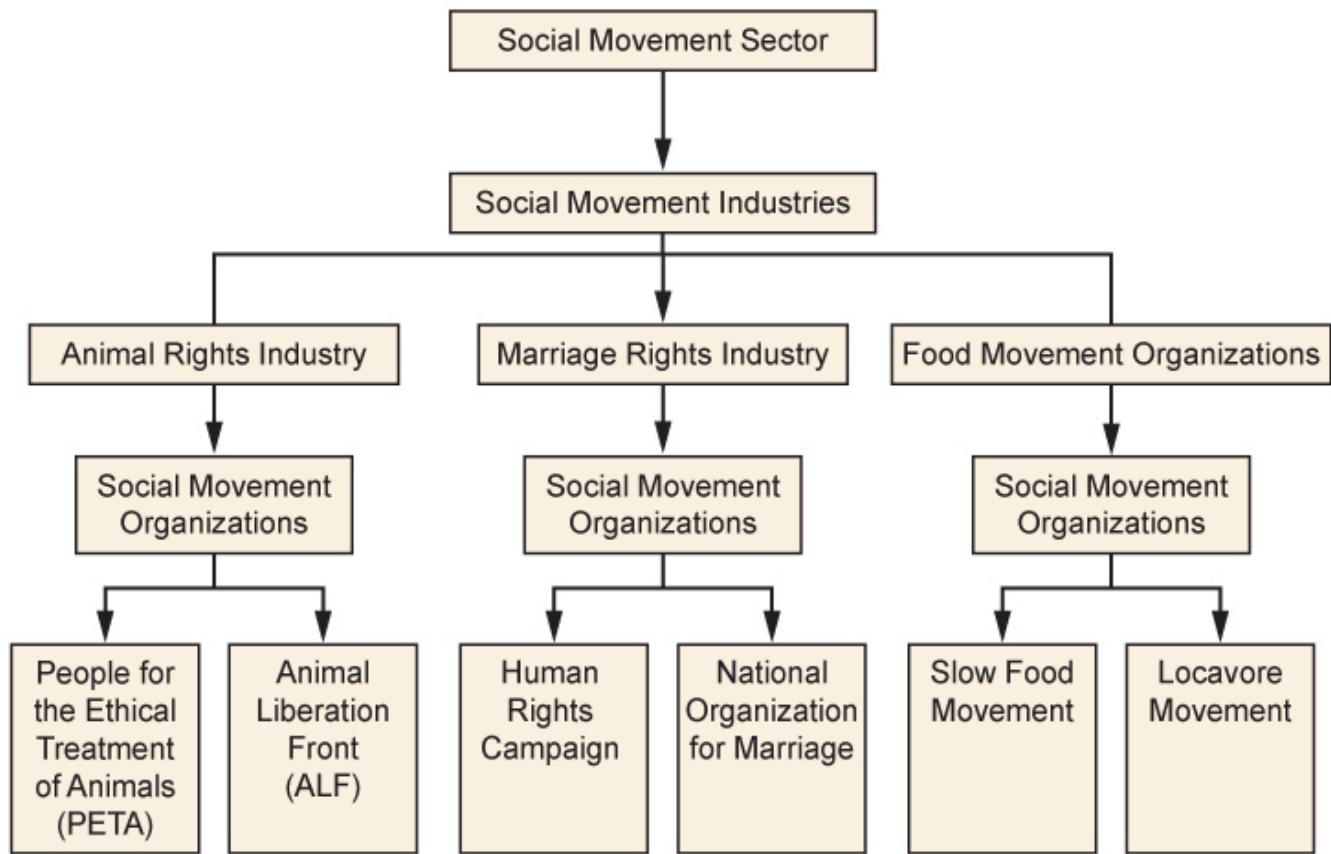 Social Movement Sector
Social Movement Industries
Animal Rights Industry
Marriage Rights Industry
Food Movement Organizations
Social Movement
Organizations
Social Movement
Organizations
Social Movement
Organizations
People for
the Ethical
Treatment
of Animals
(PETA)
Animal
Liberation
Front
(ALF)
Human
Rights
Campaign
National
Organization
for Marriage
Slow Food
Movement
Locavore
Movement